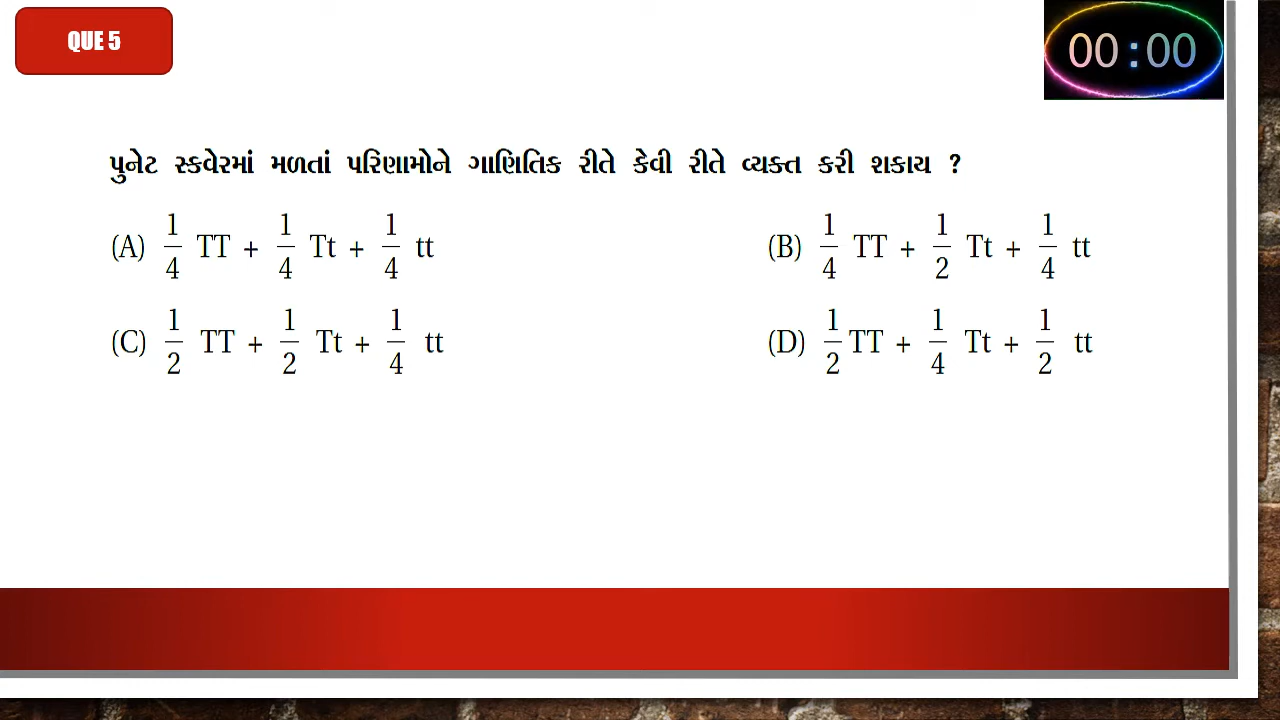 QUE 5
00:00
પુનેટ સ્કવેરમાં મળતાં પરિણામોને ગાણિતિક રીતે કેવી રીતે વ્યક્ત કરી શકાય ?
(A) 1/4 TT + 1/4 Tt + 1/4 tt
(B) 1/4 TT + 1/2 Tt + 1/4 tt
(C) 1/2 TT + 1/2 Tt + 1/4 tt
(D) 1/2 TT + 1/4 Tt + 1/2 tt